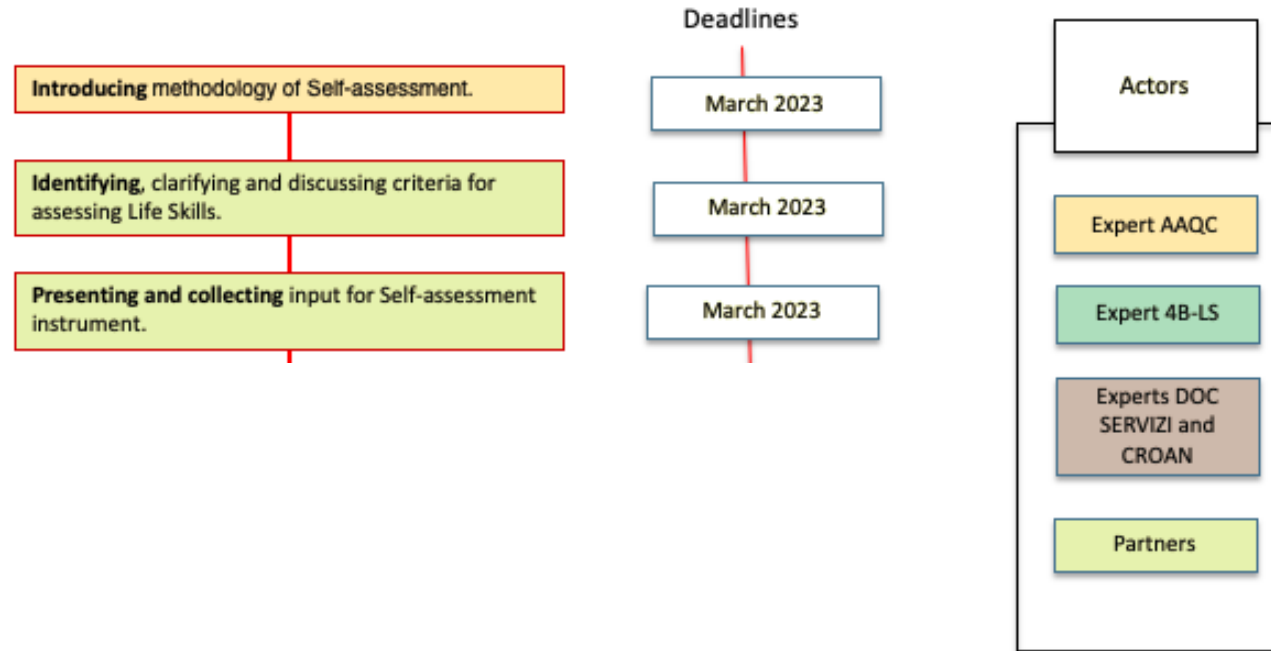 Deadlines
Introducing methodology of Self-assessment.
March 2023
Identifying, clarifying and discussing criteria for
assessing Life Skills.
March 2023
Presenting and collecting input for Self-assessment
instrument.
March 2023
Actors
Expert AAQC
Expert 4B-LS
Experts DOC
SERVIZI and
CROAN
Partners